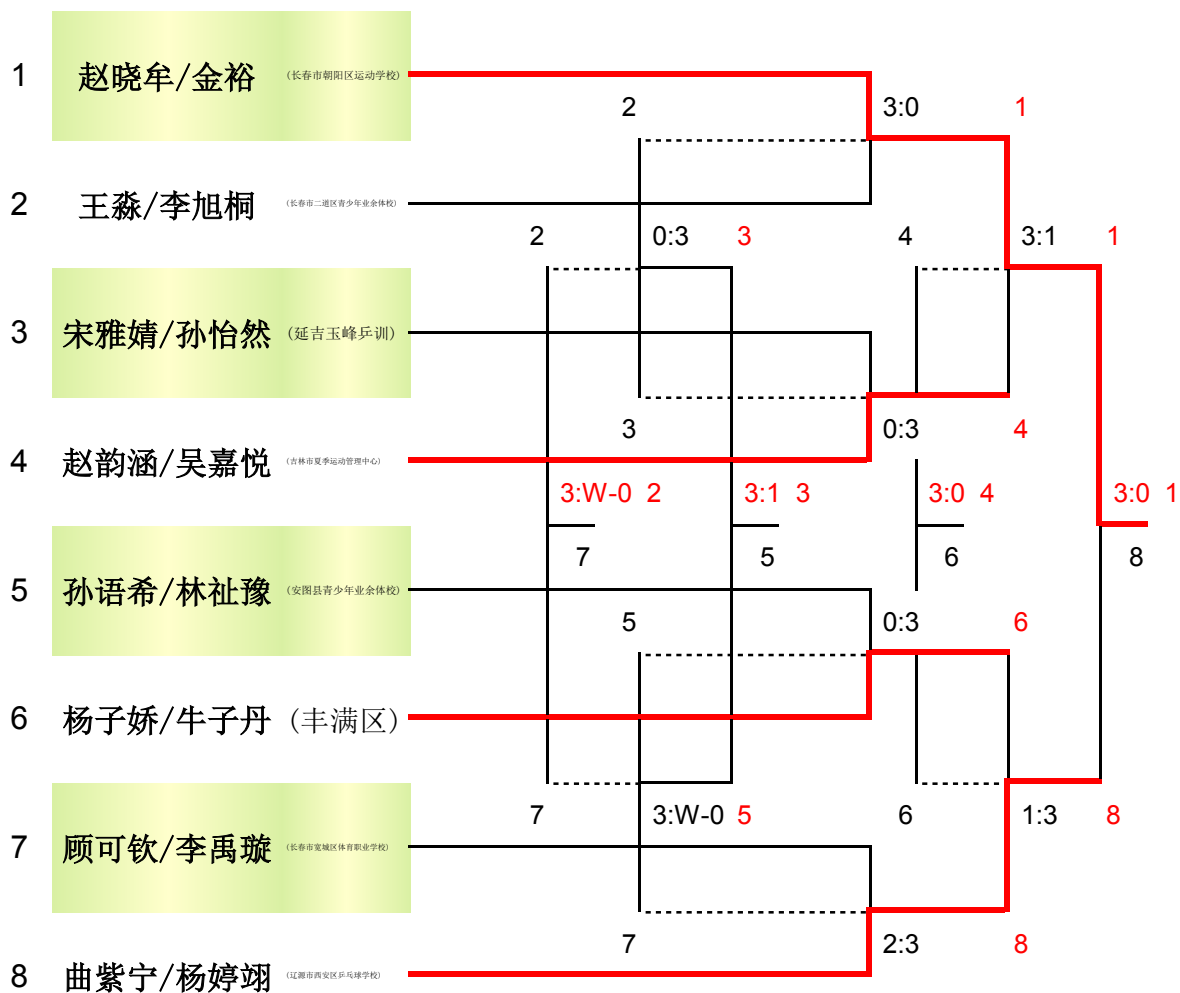 1 赵晓牟/金裕 (长春市朝阳区运动学校)
2 3:0 1
2 王淼/李旭桐 (长春市二道区青少年业余体校)
2 0:3 3 4 3:1 1
3 宋雅婧/孙怡然 (延吉玉峰乒训)
3 0:3 4
4 赵韵涵/吴嘉悦 (吉林市夏季运动管理中心)
3:W-0 2 3:1 3 3:0 4 3:0 1
7 5 6 8
5 孙语希/林祉豫 (安图县青少年业余体校)
5 0:3 6
6 杨子娇/牛子丹 (丰满区)
7 3:W-0 5 6 1:3 8
7 顾可钦/李禹璇 (长春市宽城区体育职业学校)
7 2:3 8
8 曲紫宁/杨婷翊 (辽源市西安区乒乓球学校)